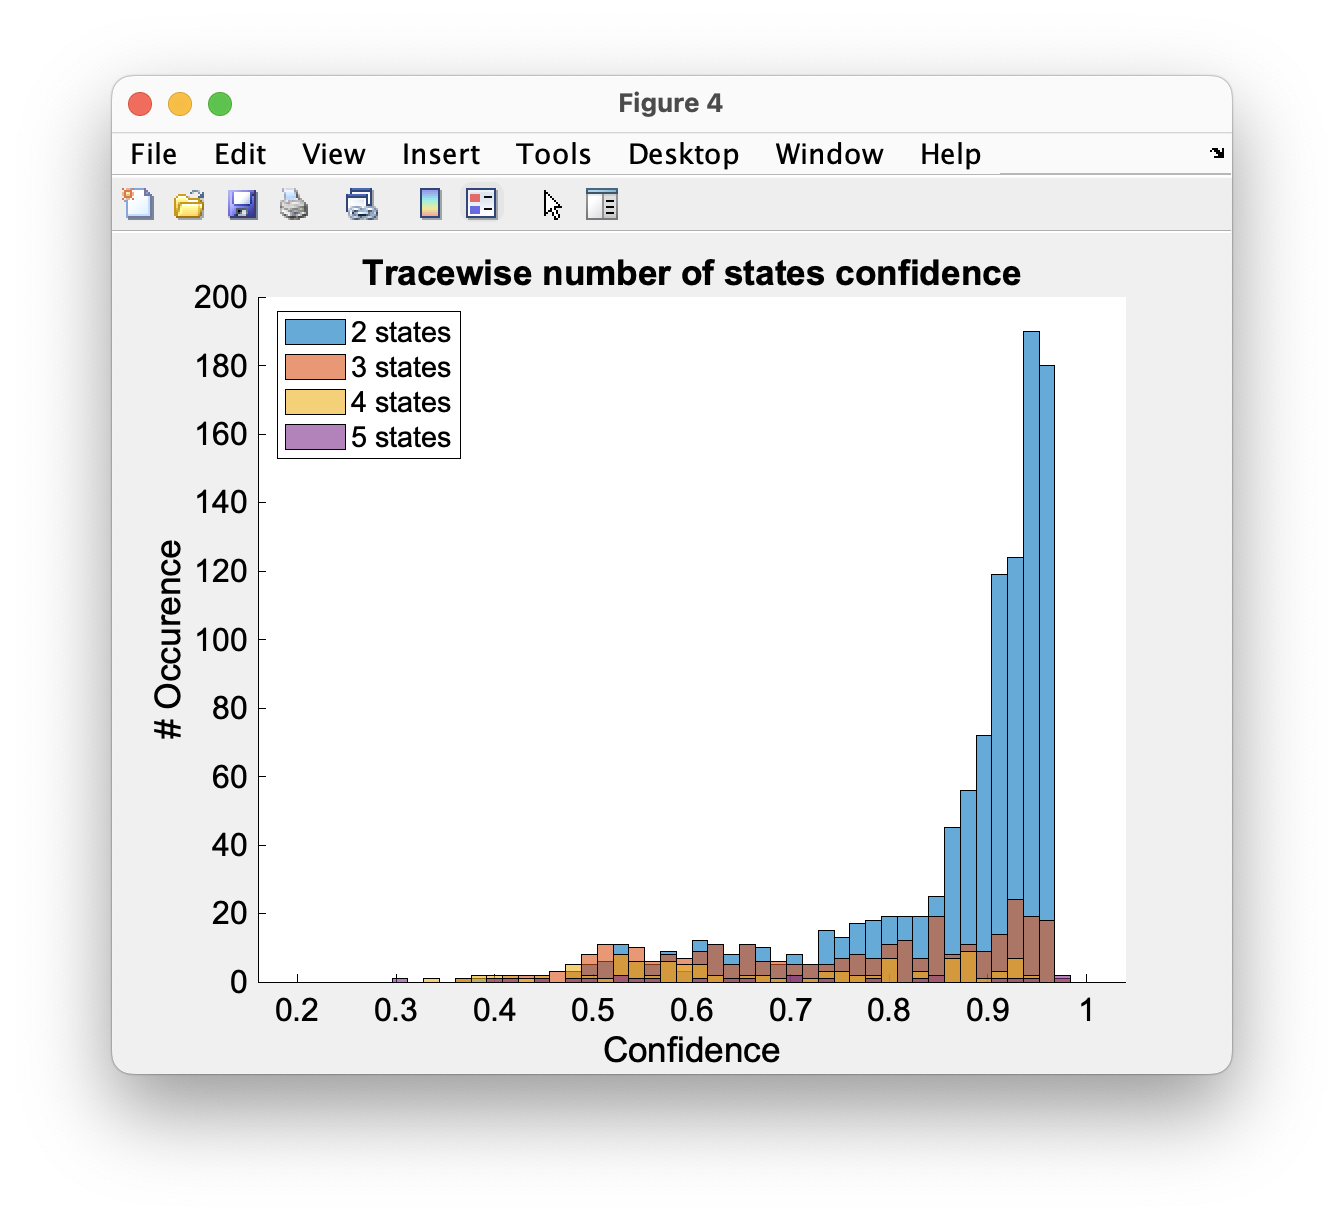 Figure 4
File Edit View Insert Tools Desktop Window Help
Tracewise number of states confidence
2 states
3 states
4 states
5 states
200
180
160
140
120
100
80
60
40
20
0
# Occurence
0.2 0.3 0.4 0.5 0.6 0.7 0.8 0.9 1
Confidence